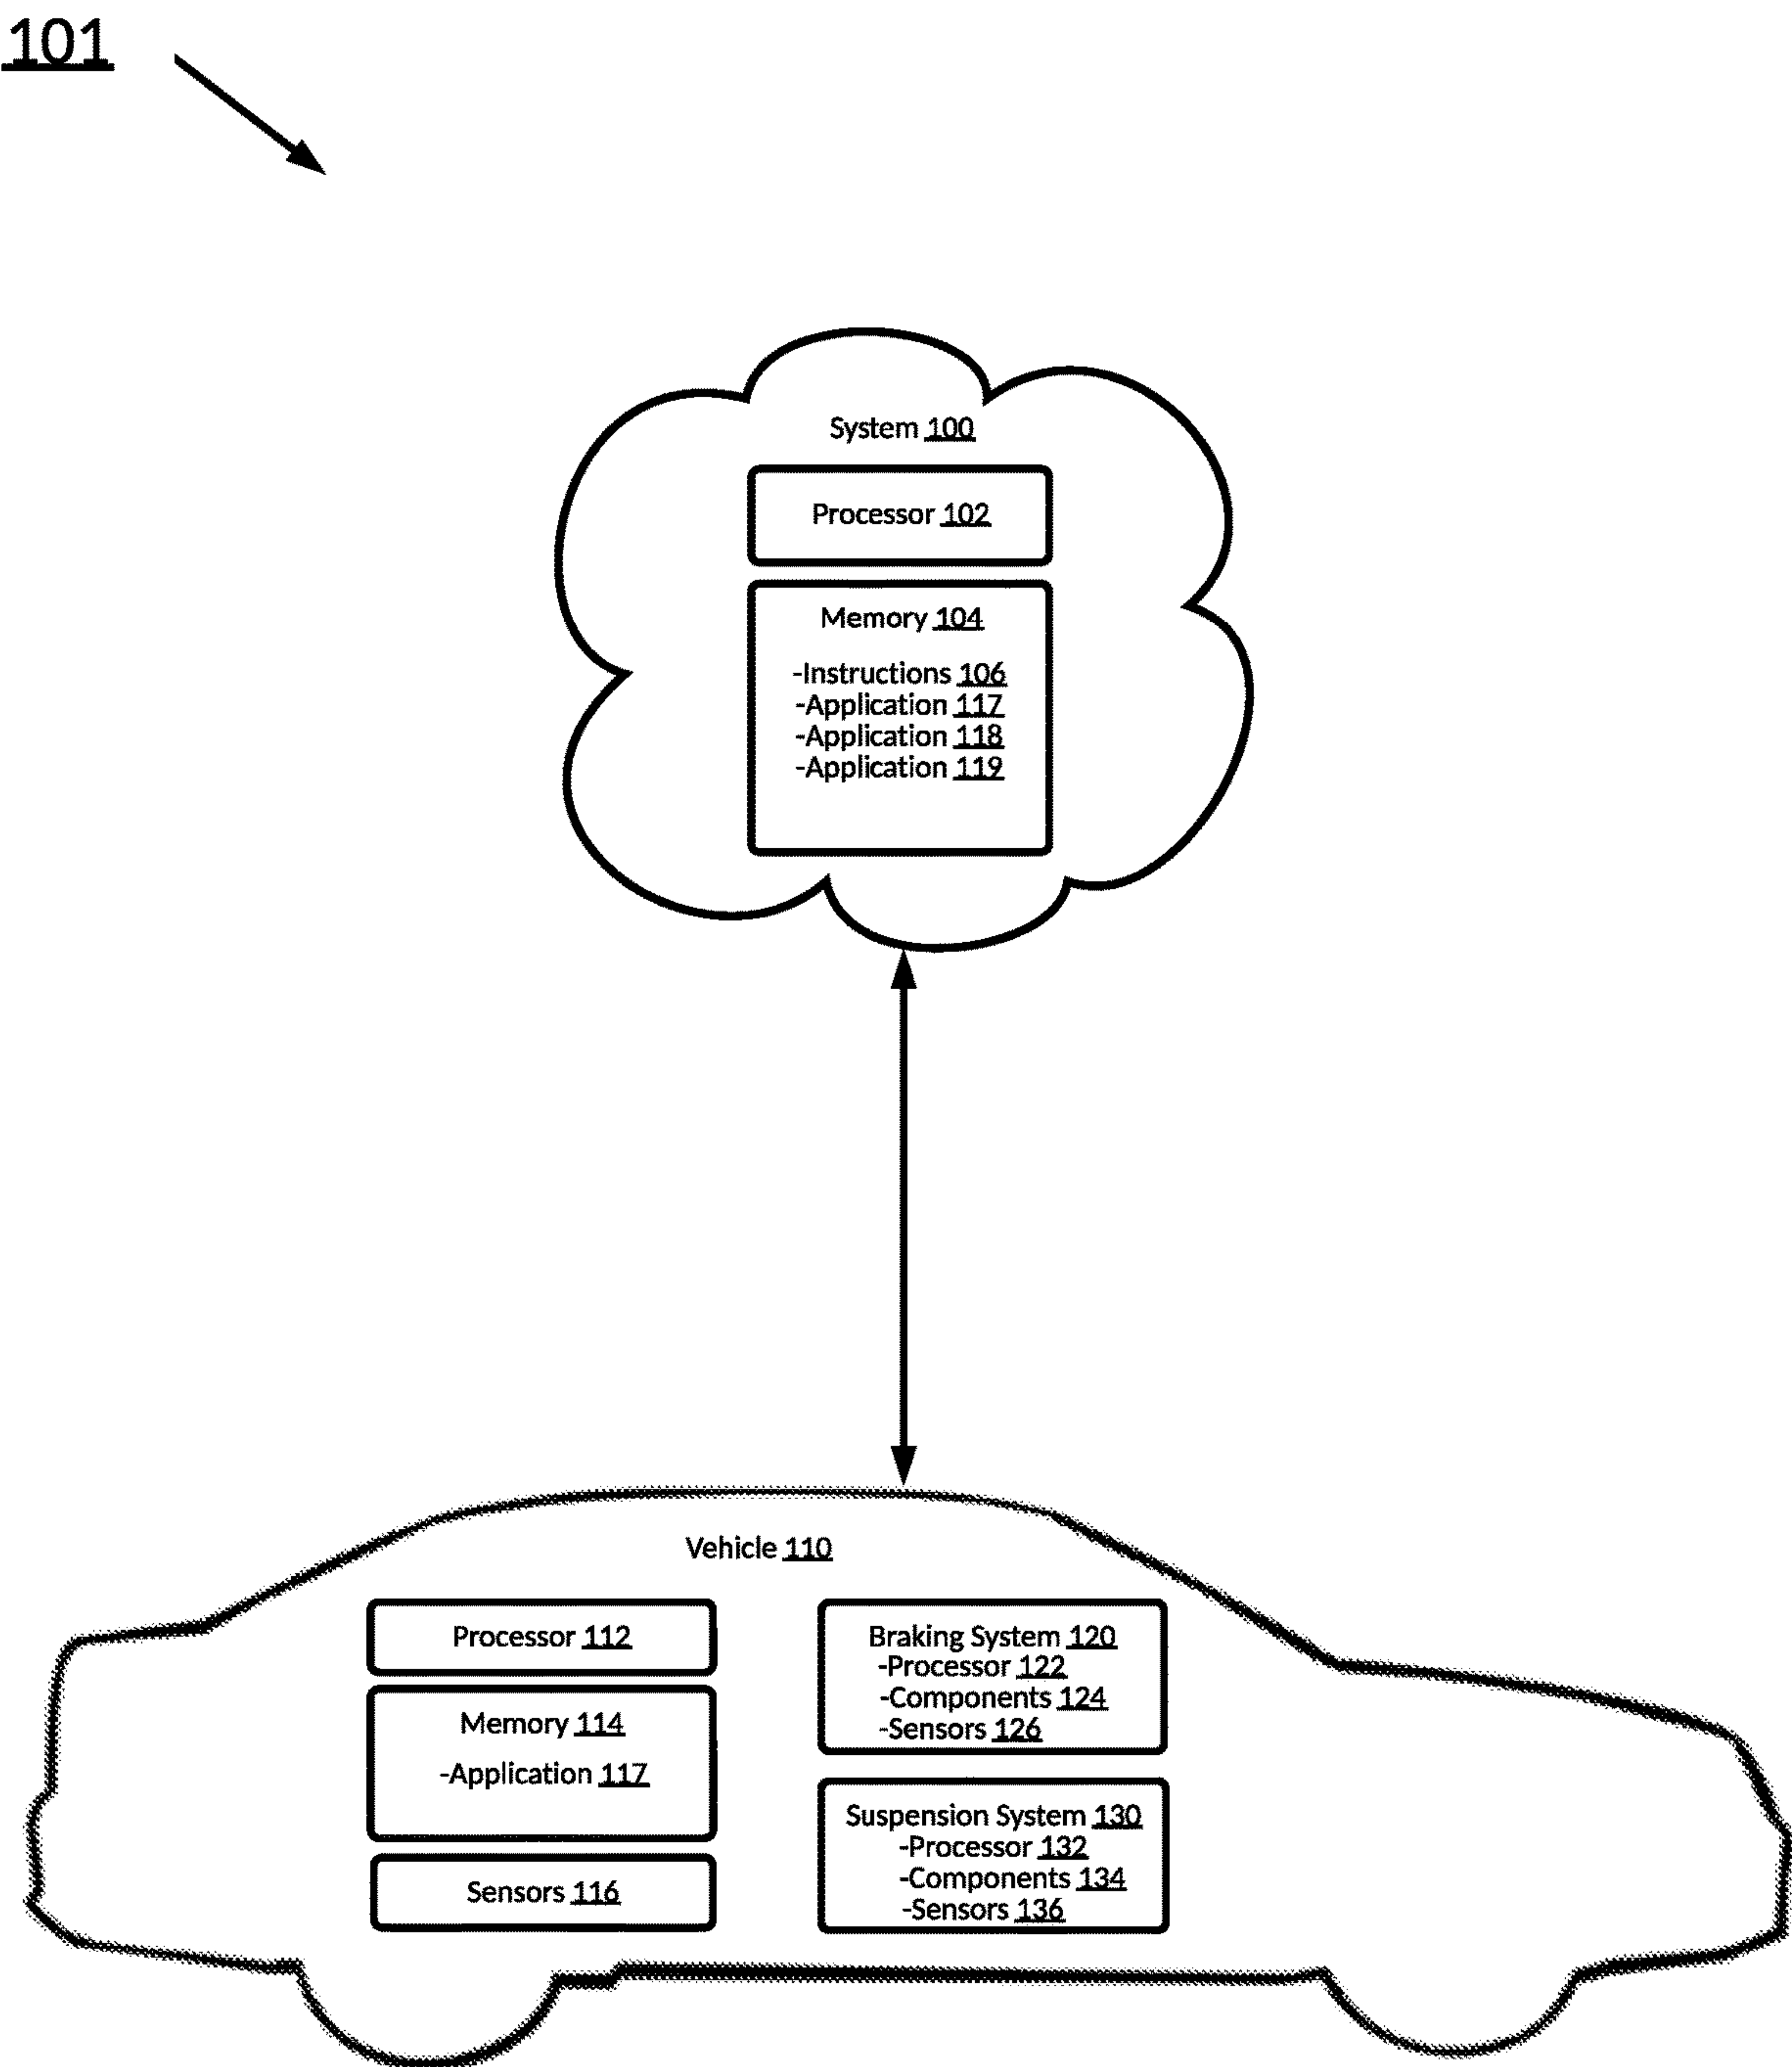 101
System 100
Processor 102
Memory 104
-Instructions 106
-Application 117
-Application 118
-Application 119
Vehicle 110
Processor 112
Memory 114
-Application 117
Sensors 116
Braking System 120
-Processor 122
-Components 124
-Sensors 126
Suspension System 130
-Processor 132
-Components 134
-Sensors 136